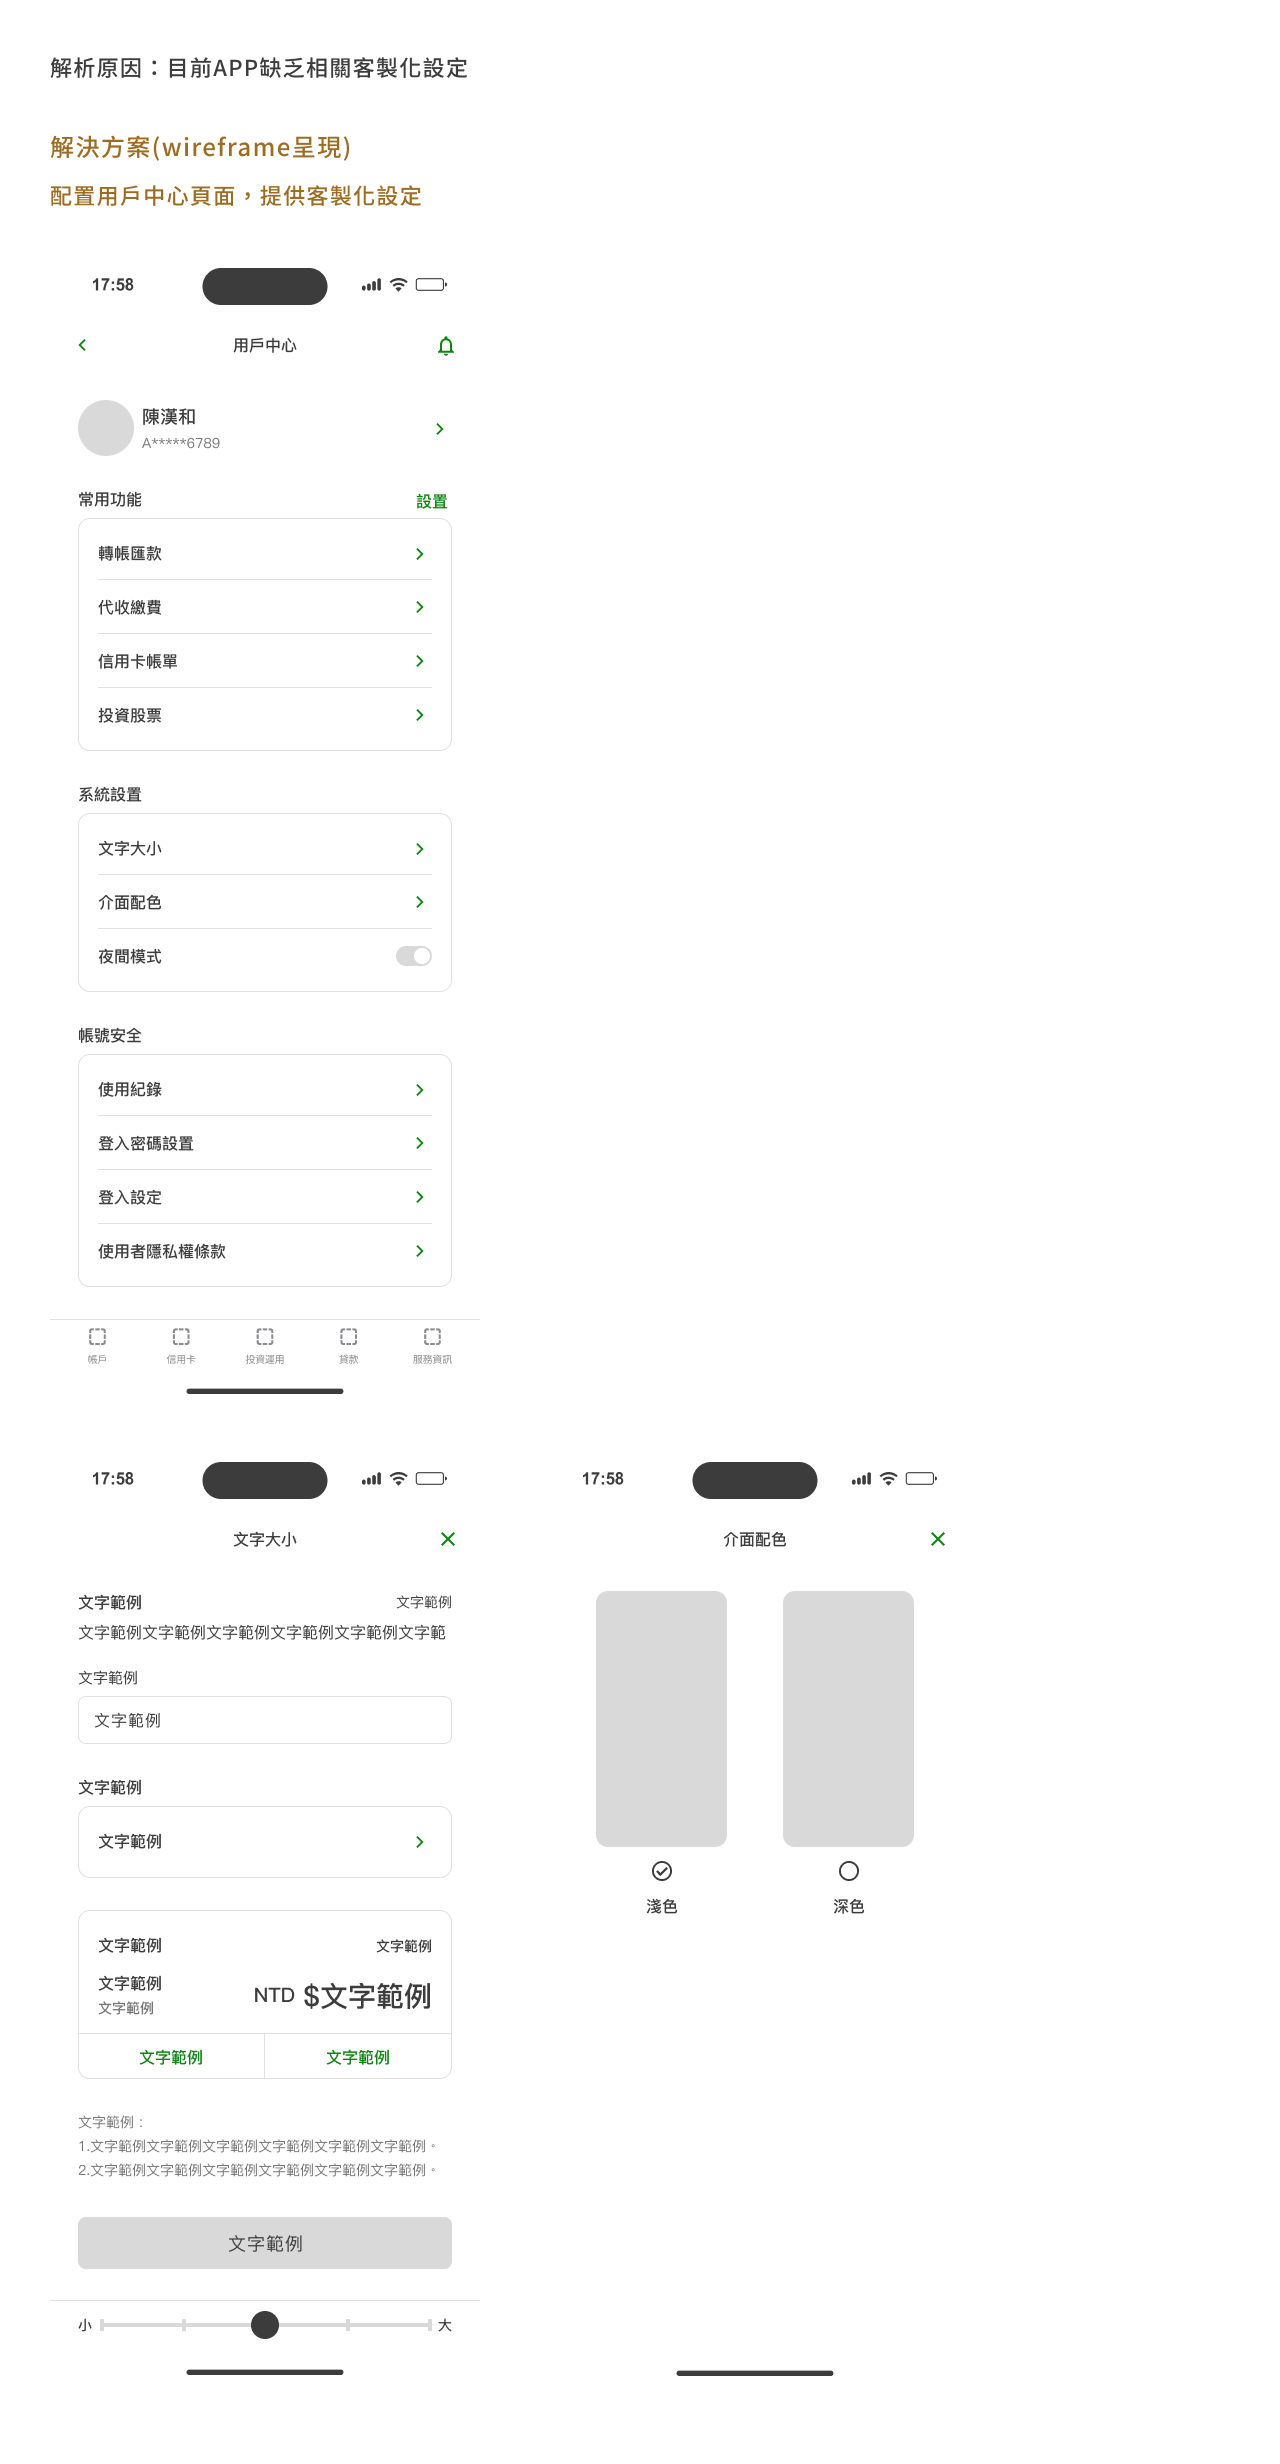 解析原因：目前APP缺乏相關客製化設定
解決方案(wireframe呈現)
配置用戶中心頁面，提供客製化設定
17:58
用戶中心
陳漢和
A*****6789
常用功能
設置
轉帳匯款
代收繳費
信用卡帳單
投資股票
系統設置
文字大小
介面配色
夜間模式
帳號安全
使用紀錄
登入密碼設置
登入設定
使用者隱私權條款
帳戶
信用卡
投資運用
貸款
服務資訊
17:58
文字大小
文字範例
文字範例
文字範例文字範例文字範例文字範例文字範例文字範
文字範例
文字範例
文字範例
文字範例
文字範例
文字範例
文字範例
文字範例
NTD $文字範例
文字範例
文字範例
文字範例：
1.文字範例文字範例文字範例文字範例文字範例文字範例。
2.文字範例文字範例文字範例文字範例文字範例文字範例。
文字範例
小
大
17:58
介面配色
淺色
深色